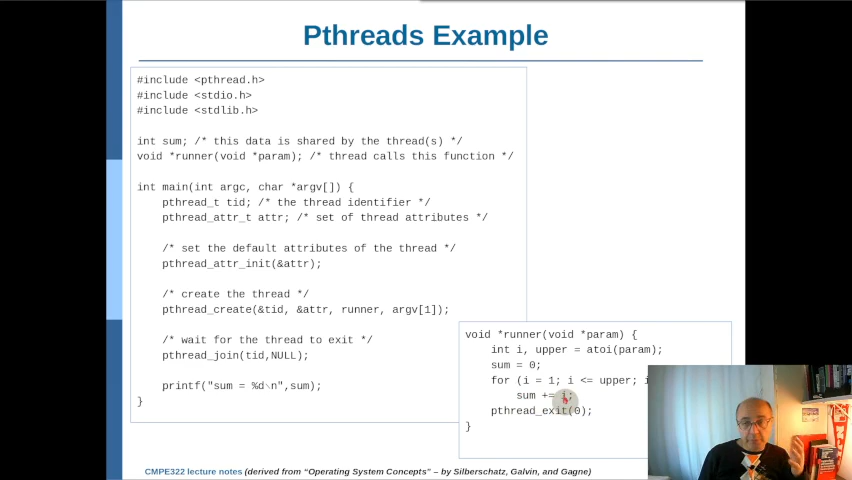 Pthreads Example
#include <pthread.h>
#include <stdio.h>
#include <stdlib.h>
int sum; /* this data is shared by the thread(s) */
void *runner(void *param); /* thread calls this function */
int main(int argc, char *argv[]) {
pthread_t tid; /* the thread identifier */
pthread_attr_t attr; /* set of thread attributes */
/* set the default attributes of the thread */
pthread_attr_init(&attr);
/* create the thread */
pthread_create(&tid, &attr, runner, argv[1]);
/* wait for the thread to exit */
pthread_join(tid,NULL);
printf("sum = %d\n",sum);
}
void *runner(void *param) {
int i, upper = atoi(param);
sum = 0;
for (i = 1; i <= upper; i
sum += i;
pthread_exit(0);
}
CMPE322 lecture notes (derived from “Operating System Concepts” – by Silberschatz, Galvin, and Gagne)